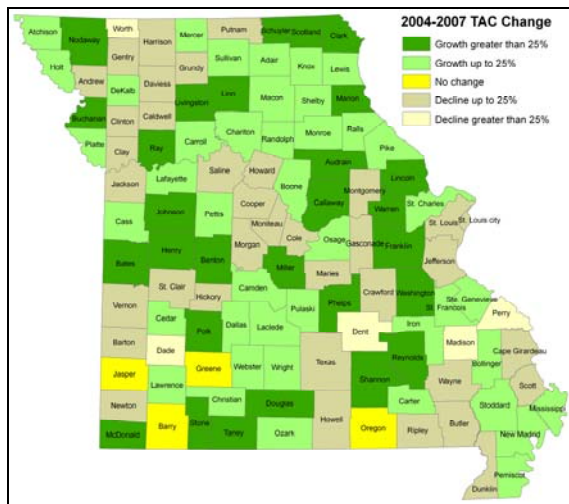 2004-2007 TAC Change
Growth greater than 25%
Growth up to 25%
No change
Decline up to 25%
Decline greater than 25%
Atchison
Nodaway
Worth
Harrison
Mercer
Putnam
Schuyler
Scotland
Clark
Gentry
Sullivan
Adair
Knox
Lewis
Holt
Grundy
Andrew
DeKalb
Daviess
Livingston
Linn
Macon
Shelby
Marion
Buchanan
Clinton
Caldwell
Chariton
Randolph
Monroe
Ralls
Platte
Clay
Ray
Carroll
Pike
Audrain
Saline
Howard
Lincoln
Jackson
Lafayette
Boone
Montgomery
Callaway
Warren
St. Charles
Johnson
Pettis
Cooper
St. Louis
St. Louis city
Cass
Moniteau
Cole
Osage
Gasconade
Franklin
Morgan
Jefferson
Henry
Bates
Benton
Miller
Maries
St. Clair
Camden
Phelps
Crawford
Washington
Ste. Genevieve
St. Francois
Hickory
Vernon
Pulaski
Perry
Cedar
Polk
Dallas
Laclede
Dent
Iron
Madison
Barton
Dade
Texas
Reynolds
Bollinger
Cape Girardeau
Jasper
Greene
Webster
Wright
Shannon
Wayne
Scott
Lawrence
Christian
Douglas
Carter
Stoddard
Mississippi
Newton
Howell
Butler
New Madrid
McDonald
Barry
Stone
Taney
Ozark
Oregon
Ripley
Pemiscot
Dunklin